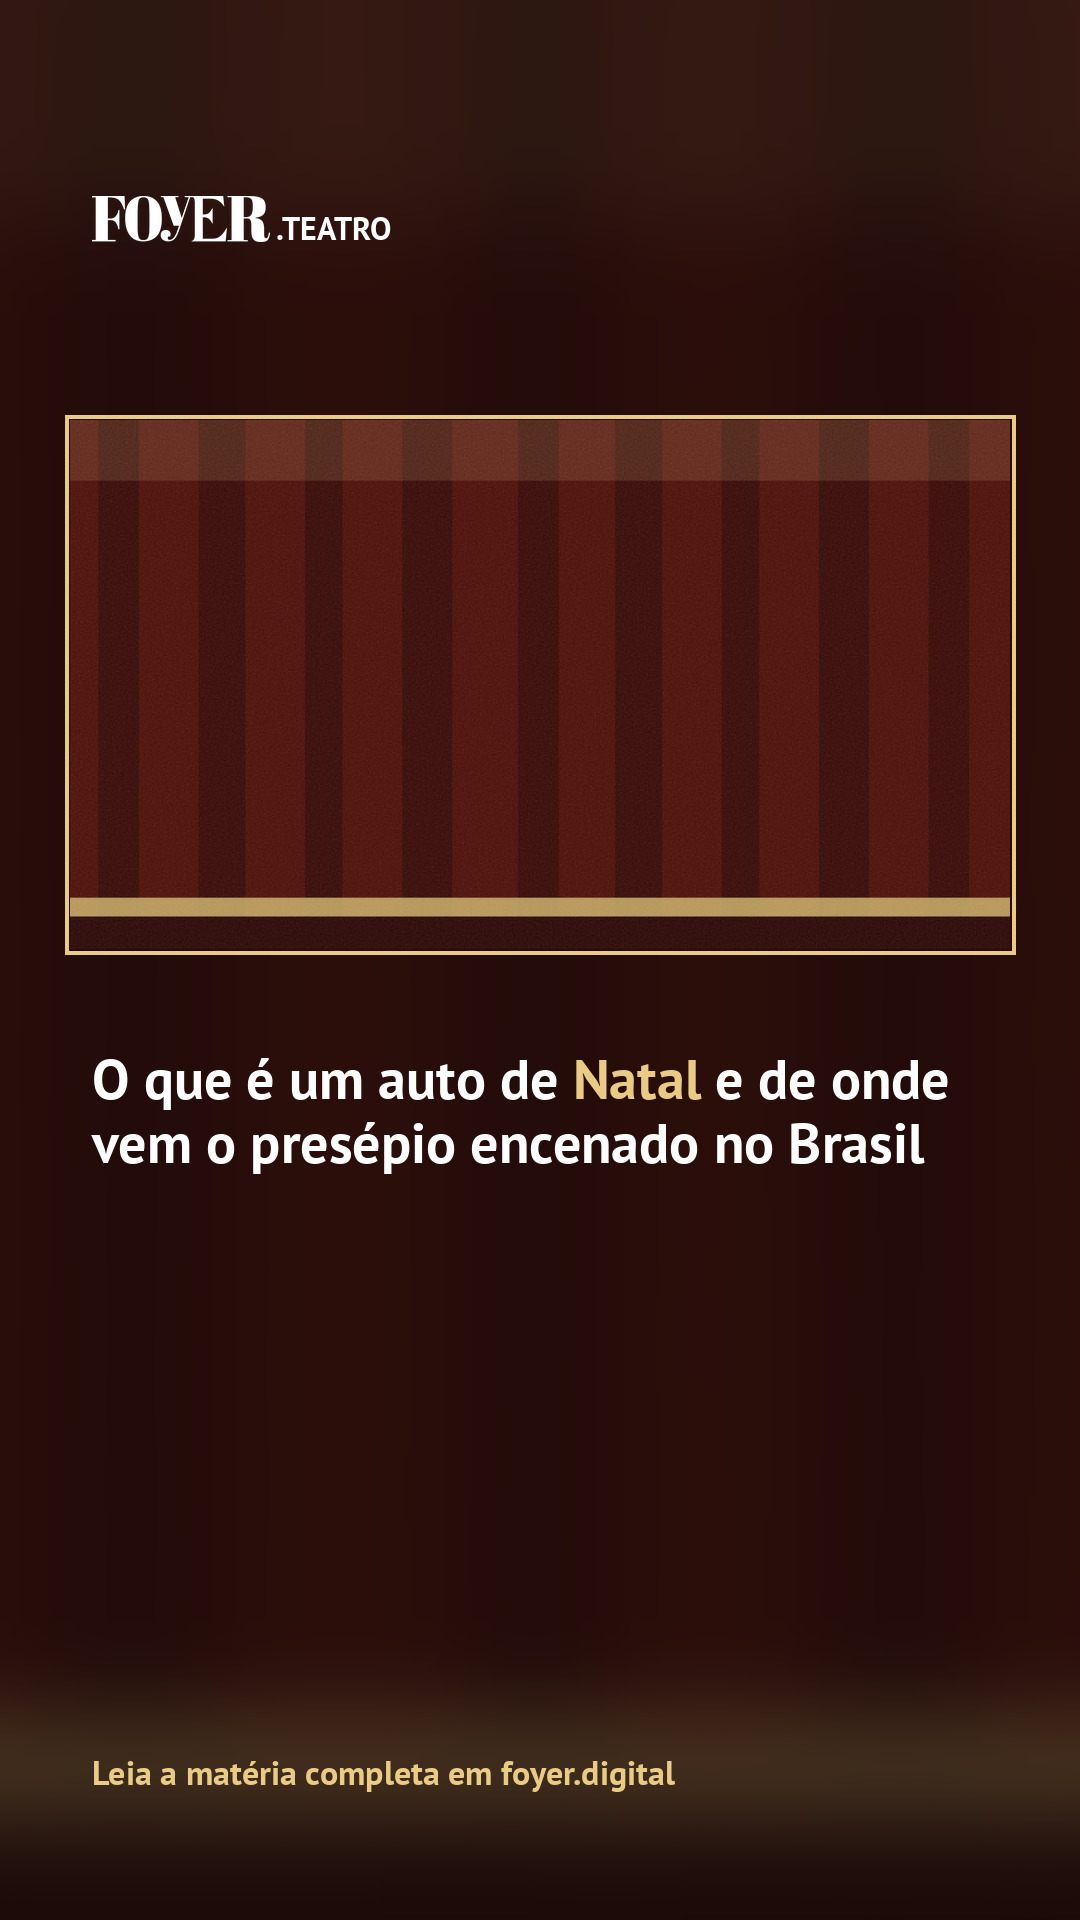 FOYER .TEATRO
O que é um auto de Natal e de onde
vem o presépio encenado no Brasil
Leia a matéria completa em foyer.digital